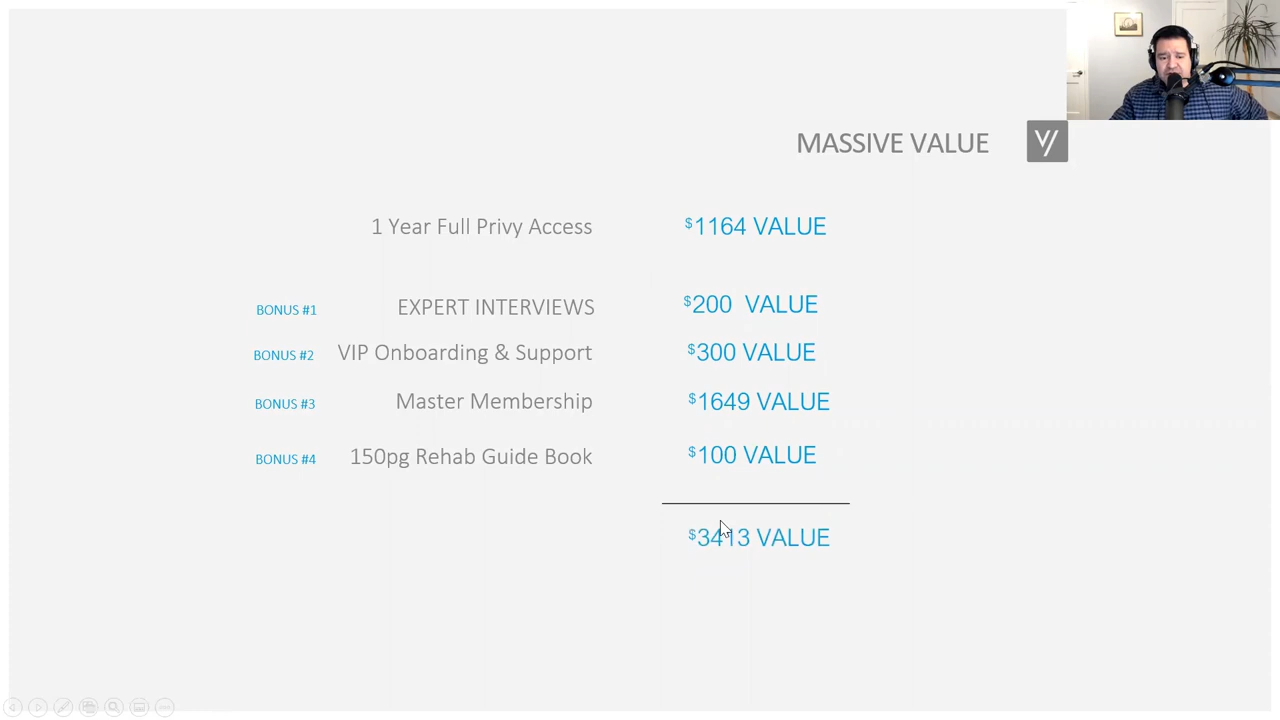 MASSIVE VALUE
1 Year Full Privy Access $1164 VALUE
BONUS #1 EXPERT INTERVIEWS $200 VALUE
BONUS #2 VIP Onboarding & Support $300 VALUE
BONUS #3 Master Membership $1649 VALUE
BONUS #4 150pg Rehab Guide Book $100 VALUE
$3413 VALUE